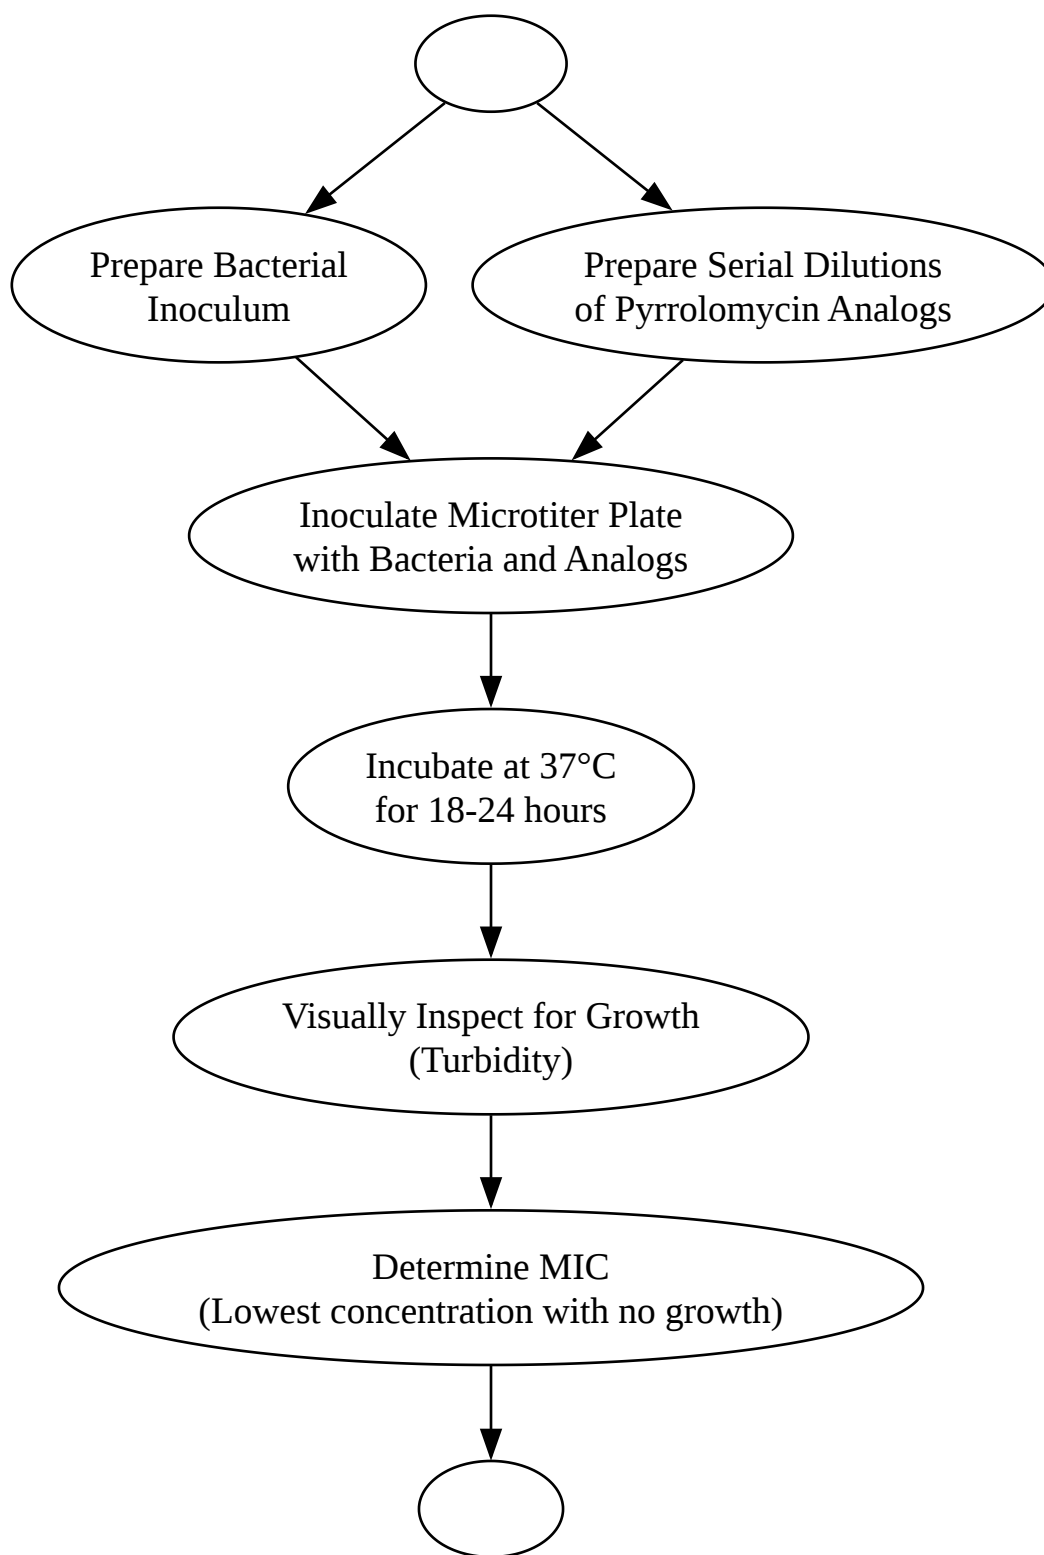 Prepare Bacterial
Inoculum
Prepare Serial Dilutions
of Pyrrolomycin Analogs
Inoculate Microtiter Plate
with Bacteria and Analogs
Incubate at 37°C
for 18-24 hours
Visually Inspect for Growth
(Turbidity)
Determine MIC
(Lowest concentration with no growth)